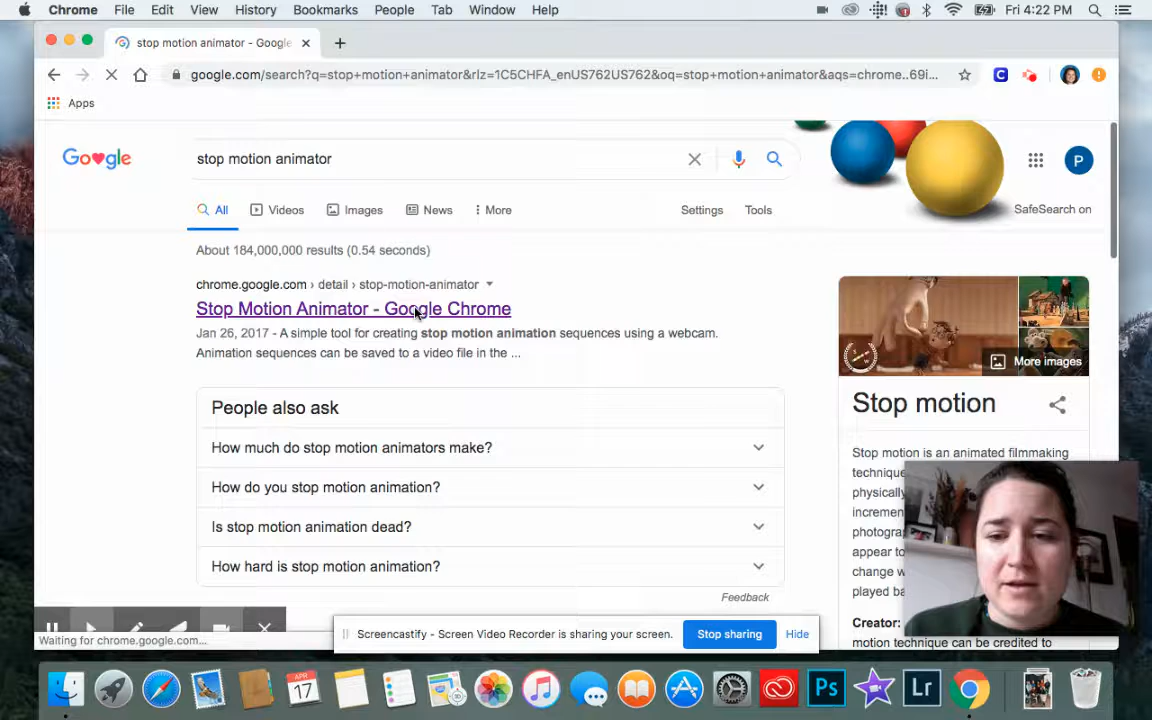 Chrome File Edit View History Bookmarks People Tab Window Help Fri 4:22 PM
stop motion animator - Google
google.com/search?q=stop+motion+animator&rlz=1C5CHFA_enUS762US762&oq=stop+motion+animator&aqs=chrome..69i...
Apps
Google
stop motion animator
P
All Videos Images News More Settings Tools
SafeSearch on
About 184,000,000 results (0.54 seconds)
chrome.google.com › detail › stop-motion-animator
Stop Motion Animator - Google Chrome
Jan 26, 2017 - A simple tool for creating stop motion animation sequences using a webcam.
Animation sequences can be saved to a video file in the ...
More images
People also ask
How much do stop motion animators make?
How do you stop motion animation?
Is stop motion animation dead?
How hard is stop motion animation?
Feedback
Stop motion
Stop motion is an animated filmmaking
physically
photogra
appear to
change w
played ba
Creator:
motion technique can be credited to
Waiting for chrome.google.com...
Screencastify - Screen Video Recorder is sharing your screen. Stop sharing Hide
APR
17
Ps
Lr